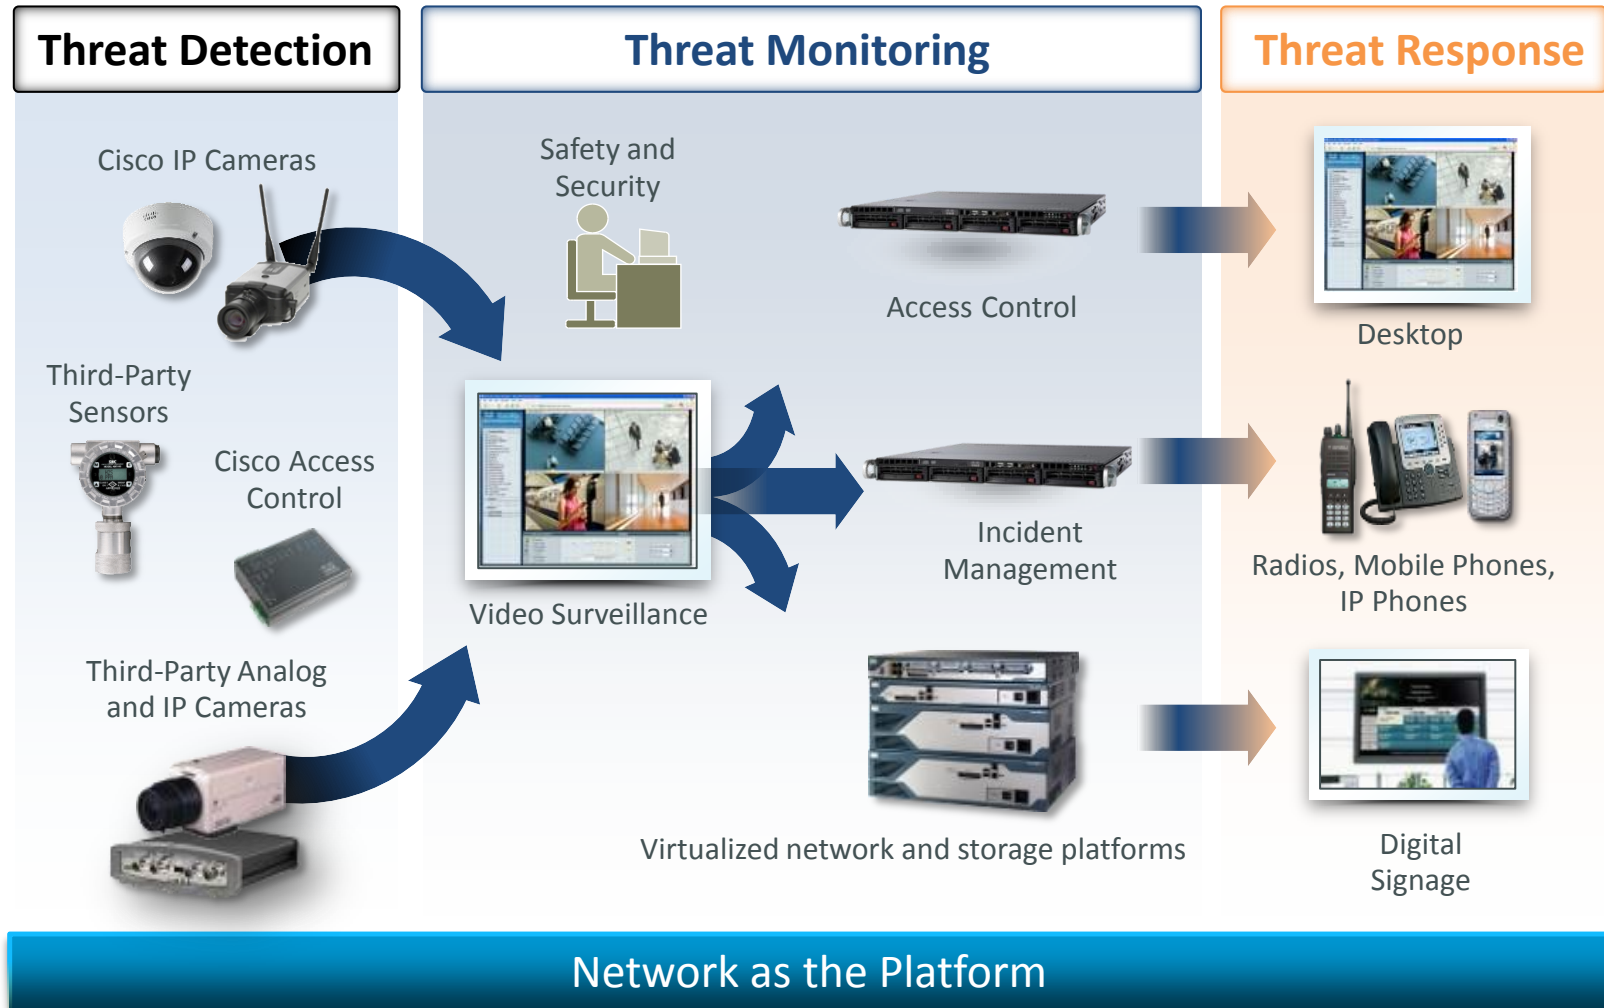 Threat Detection
Threat Monitoring
Threat Response
Cisco IP Cameras
Third-Party
Sensors
Cisco Access
Control
Third-Party Analog
and IP Cameras
Safety and
Security
Video Surveillance
Access Control
Incident
Management
Virtualized network and storage platforms
Desktop
Radios, Mobile Phones,
IP Phones
Digital
Signage
Network as the Platform